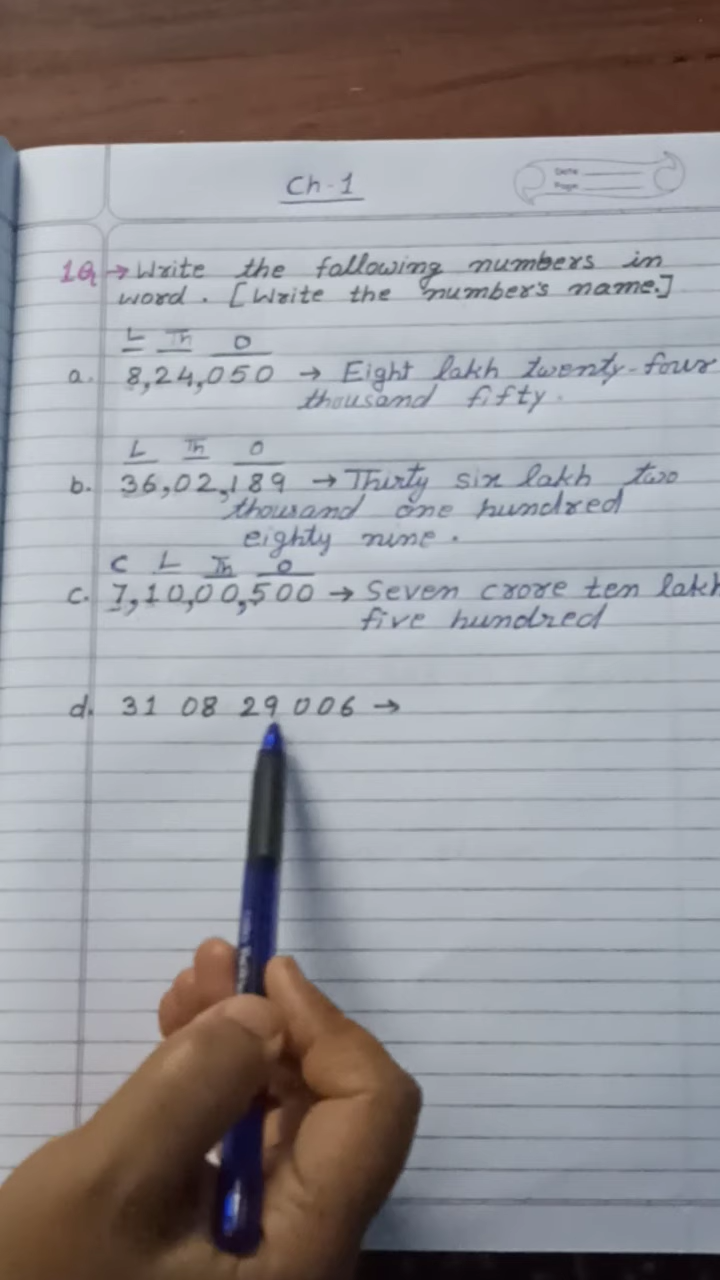 Ch-1
Date
Page
1Q → Write the following numbers in
word. [Write the number's name.]
L Th O
a. 8,24,050 → Eight lakh twenty-four
thousand fifty.
L Th O
b. 36,02,189 → Thirty six lakh two
thousand one hundred
eighty nine.
C L Th O
c. 7,10,00,500 → Seven crore ten lakh
five hundred
d. 31 08 29 006 →